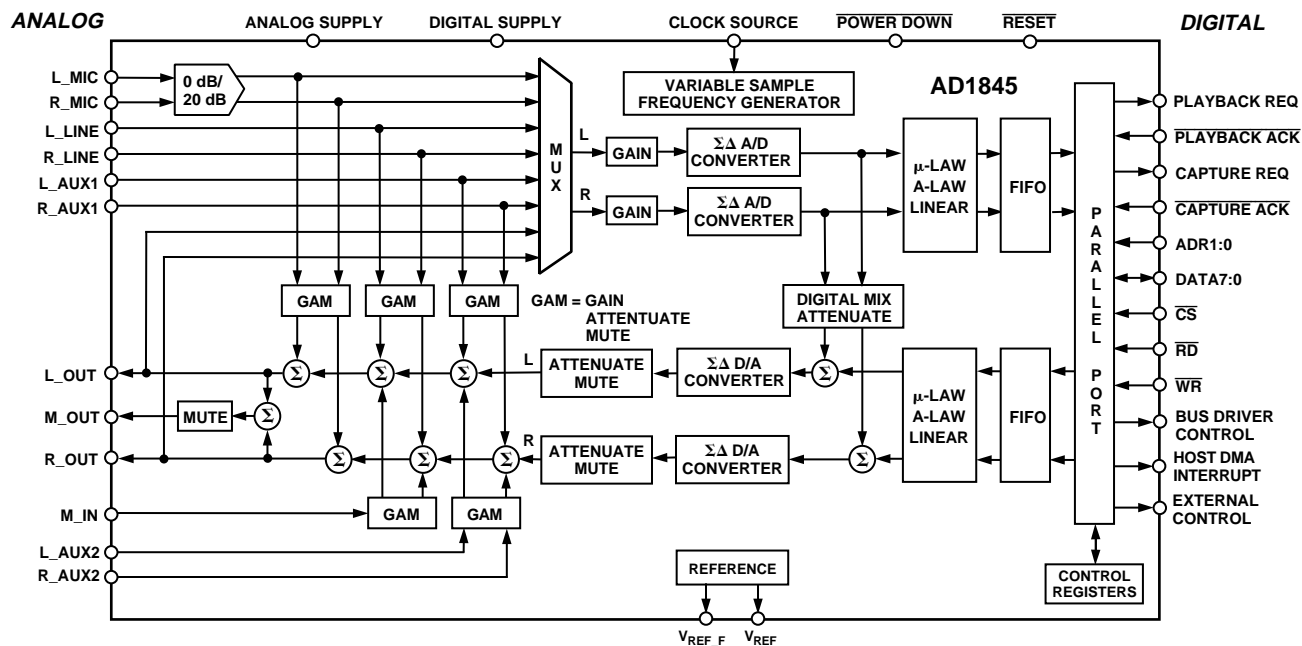 ANALOG
ANALOG SUPPLY
DIGITAL SUPPLY
CLOCK SOURCE
POWER DOWN
RESET
DIGITAL
L_MIC
R_MIC
L_LINE
R_LINE
L_AUX1
R_AUX1
0 dB/
20 dB
MUX
VARIABLE SAMPLE
FREQUENCY GENERATOR
AD1845
L
GAIN
ΣΔ A/D
CONVERTER
R
GAIN
ΣΔ A/D
CONVERTER
μ-LAW
A-LAW
LINEAR
FIFO
PARALLEL PORT
PLAYBACK REQ
PLAYBACK ACK
CAPTURE REQ
CAPTURE ACK
ADR1:0
DATA7:0
CS
RD
WR
BUS DRIVER
CONTROL
HOST DMA
INTERRUPT
EXTERNAL
CONTROL
GAM
GAM
GAM
GAM = GAIN
ATTENTUATE
MUTE
DIGITAL MIX
ATTENUATE
L_OUT
M_OUT
R_OUT
M_IN
L_AUX2
R_AUX2
Σ
Σ
Σ
L
ATTENUATE
MUTE
ΣΔ D/A
CONVERTER
Σ
μ-LAW
A-LAW
LINEAR
FIFO
MUTE
Σ
Σ
Σ
Σ
R
ATTENUATE
MUTE
ΣΔ D/A
CONVERTER
Σ
GAM
GAM
REFERENCE
CONTROL
REGISTERS
VREF_F
VREF